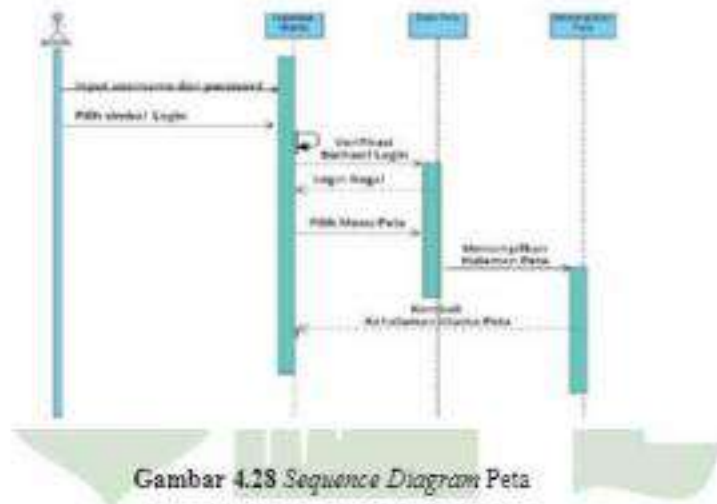 Input username dan password
Pilih tombol Login
Verifikasi
Berhasil Login
Login Gagal
Pilih Menu Peta
Menampilkan
Halaman Peta
Kembali
Ke halaman Utama Peta
Gambar 4.28 Sequence Diagram Peta